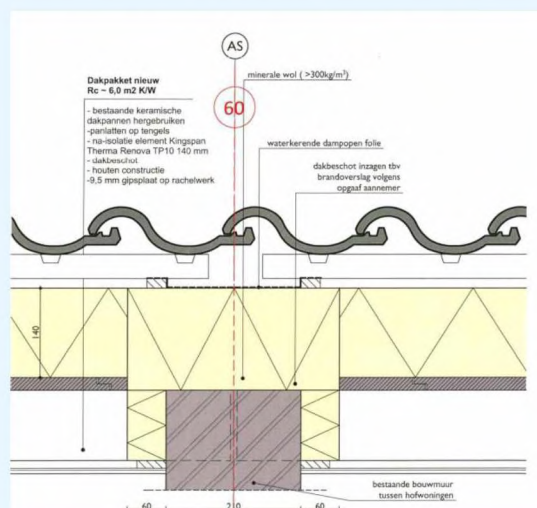 AS
60
Dakpakket nieuw
Rc ~ 6,0 m2 K/W
- bestaande keramische
dakpannen hergebruiken
-panlatten op tengels
- na-isolatie element Kingspan
Therma Renova TP10 140 mm
- dakbeschot
- houten constructie
-9,5 mm gipsplaat op rachelwerk
minerale wol ( >300kg/m³)
waterkerende dampopen folie
dakbeschot inzagen tbv
brandoverslag volgens
opgaaf aannemer
140
bestaande bouwmuur
tussen hofwoningen
60
210
60